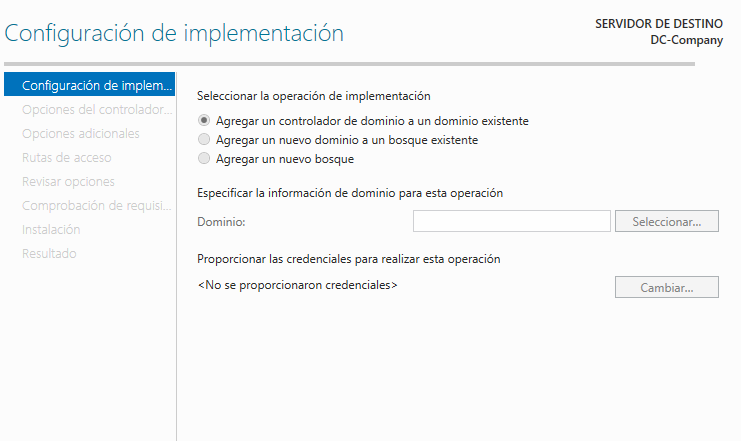 Configuración de implementación
SERVIDOR DE DESTINO
DC-Company
Configuración de implem...
Opciones del controlador...
Opciones adicionales
Rutas de acceso
Revisar opciones
Comprobación de requisi...
Instalación
Resultado
Seleccionar la operación de implementación
Agregar un controlador de dominio a un dominio existente
Agregar un nuevo dominio a un bosque existente
Agregar un nuevo bosque
Especificar la información de dominio para esta operación
Dominio:
Seleccionar...
Proporcionar las credenciales para realizar esta operación
<No se proporcionaron credenciales>
Cambiar...